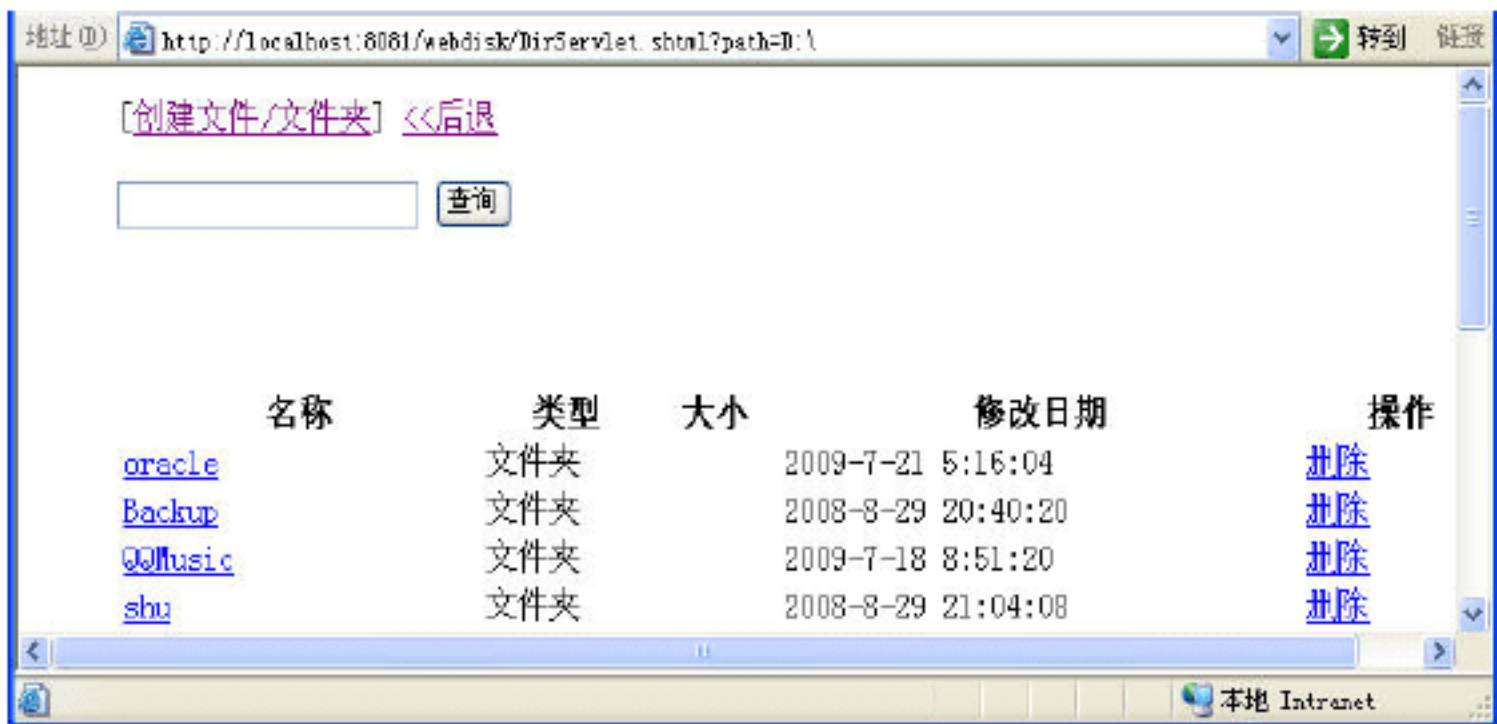 地址(D) http://localhost:8081/webdisk/DirServlet.shtml?path=D:\ 转到 链接
[创建文件/文件夹] <<后退
查询
名称 类型 大小 修改日期 操作
oracle 文件夹 2009-7-21 5:16:04 删除
Backup 文件夹 2008-8-29 20:40:20 删除
QQMusic 文件夹 2009-7-18 8:51:20 删除
shu 文件夹 2008-8-29 21:04:08 删除
本地 Intranet